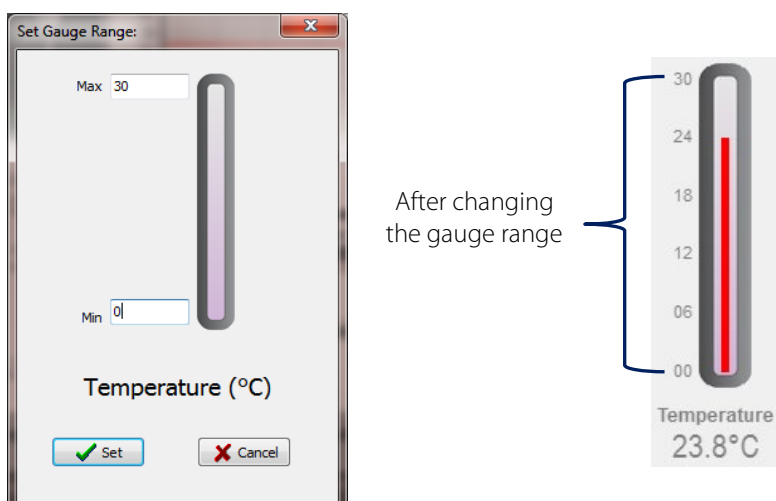 Set Gauge Range:
Max 30
Min 0
Temperature (°C)
Set
Cancel
After changing
the gauge range
30
24
18
12
06
00
Temperature
23.8°C